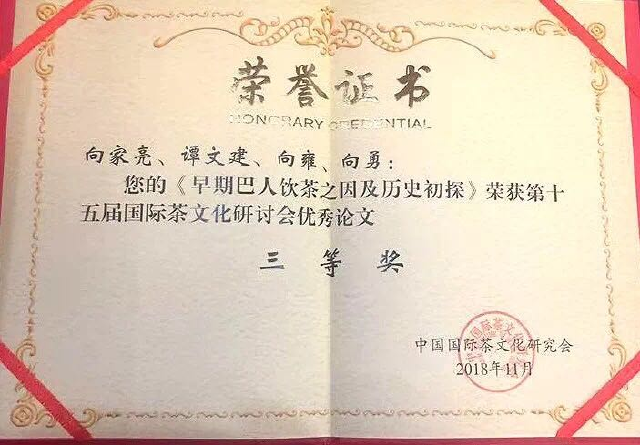 荣誉证书
HONORARY CREDENTIAL
向家亮、谭文建、向雍、向勇：
您的《早期巴人饮茶之因及历史初探》荣获第十
五届国际茶文化研讨会优秀论文
三等奖
中国国际茶文化研究会
2018年11月